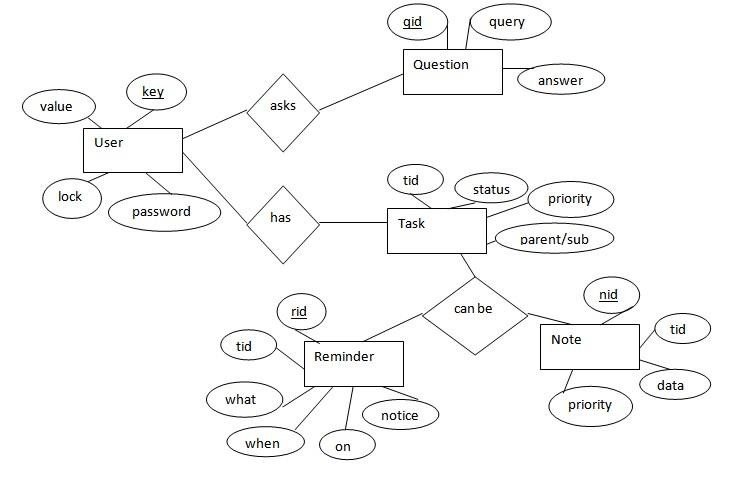 qid
query
Question
answer
asks
value
key
User
lock
password
has
tid
status
priority
Task
parent/sub
can be
nid
rid
tid
Note
tid
Reminder
data
what
priority
notice
when
on